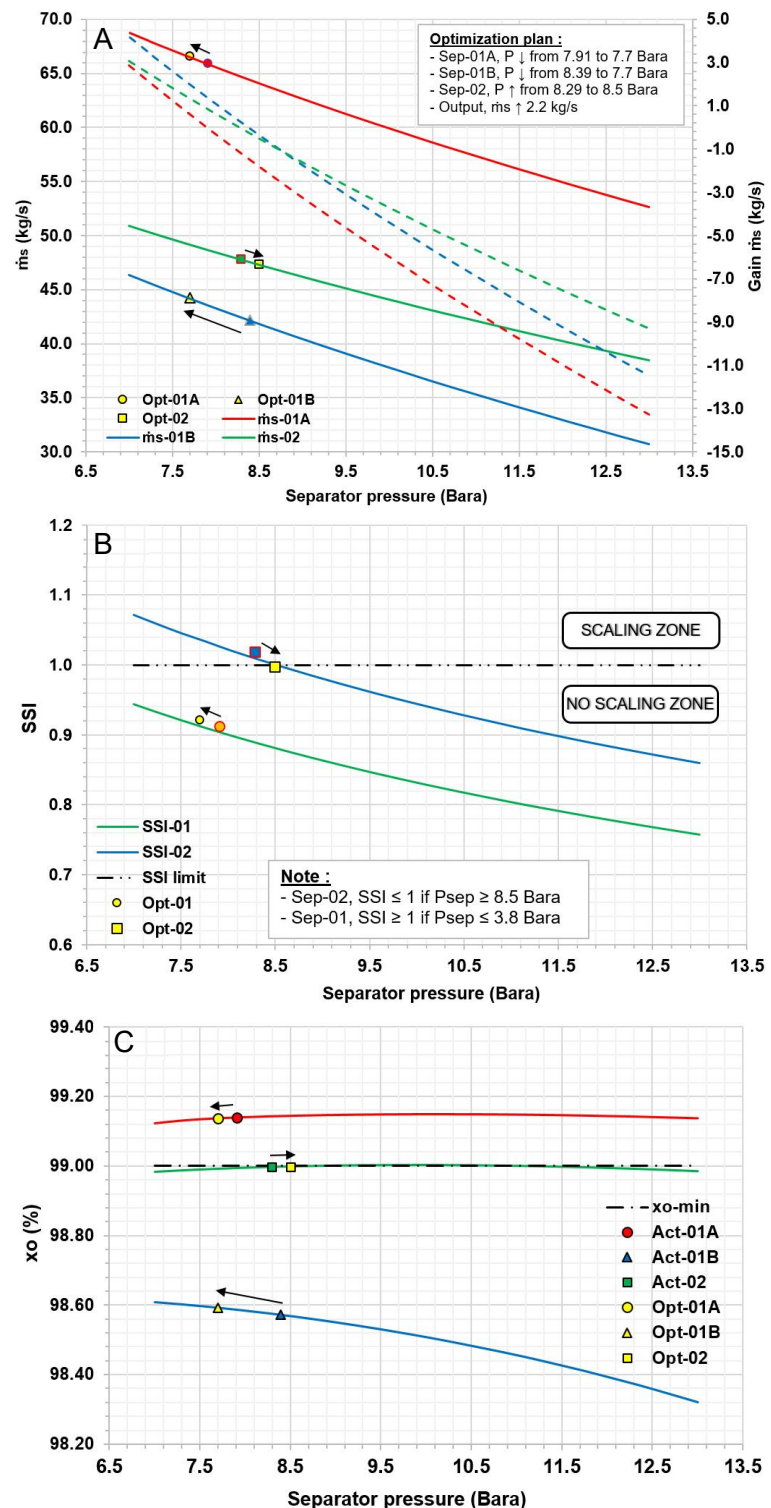 A
Optimization plan :
- Sep-01A, P ↓ from 7.91 to 7.7 Bara
- Sep-01B, P ↓ from 8.39 to 7.7 Bara
- Sep-02, P ↑ from 8.29 to 8.5 Bara
- Output, ṁs ↑ 2.2 kg/s
70.0
65.0
60.0
55.0
50.0
45.0
40.0
35.0
30.0
ṁs (kg/s)
5.0
3.0
1.0
-1.0
-3.0
-5.0
-7.0
-9.0
-11.0
-13.0
-15.0
Gain ṁs (kg/s)
Opt-01A
Opt-01B
Opt-02
ṁs-01A
ṁs-01B
ṁs-02
6.5 7.5 8.5 9.5 10.5 11.5 12.5 13.5
Separator pressure (Bara)
B
1.2
1.1
1.0
0.9
0.8
0.7
0.6
SSI
SCALING ZONE
NO SCALING ZONE
SSI-01
SSI-02
SSI limit
Opt-01
Opt-02
Note :
- Sep-02, SSI ≤ 1 if Psep ≥ 8.5 Bara
- Sep-01, SSI ≥ 1 if Psep ≤ 3.8 Bara
6.5 7.5 8.5 9.5 10.5 11.5 12.5 13.5
Separator pressure (Bara)
C
99.40
99.20
99.00
98.80
98.60
98.40
98.20
xo (%)
xo-min
Act-01A
Act-01B
Act-02
Opt-01A
Opt-01B
Opt-02
6.5 7.5 8.5 9.5 10.5 11.5 12.5 13.5
Separator pressure (Bara)